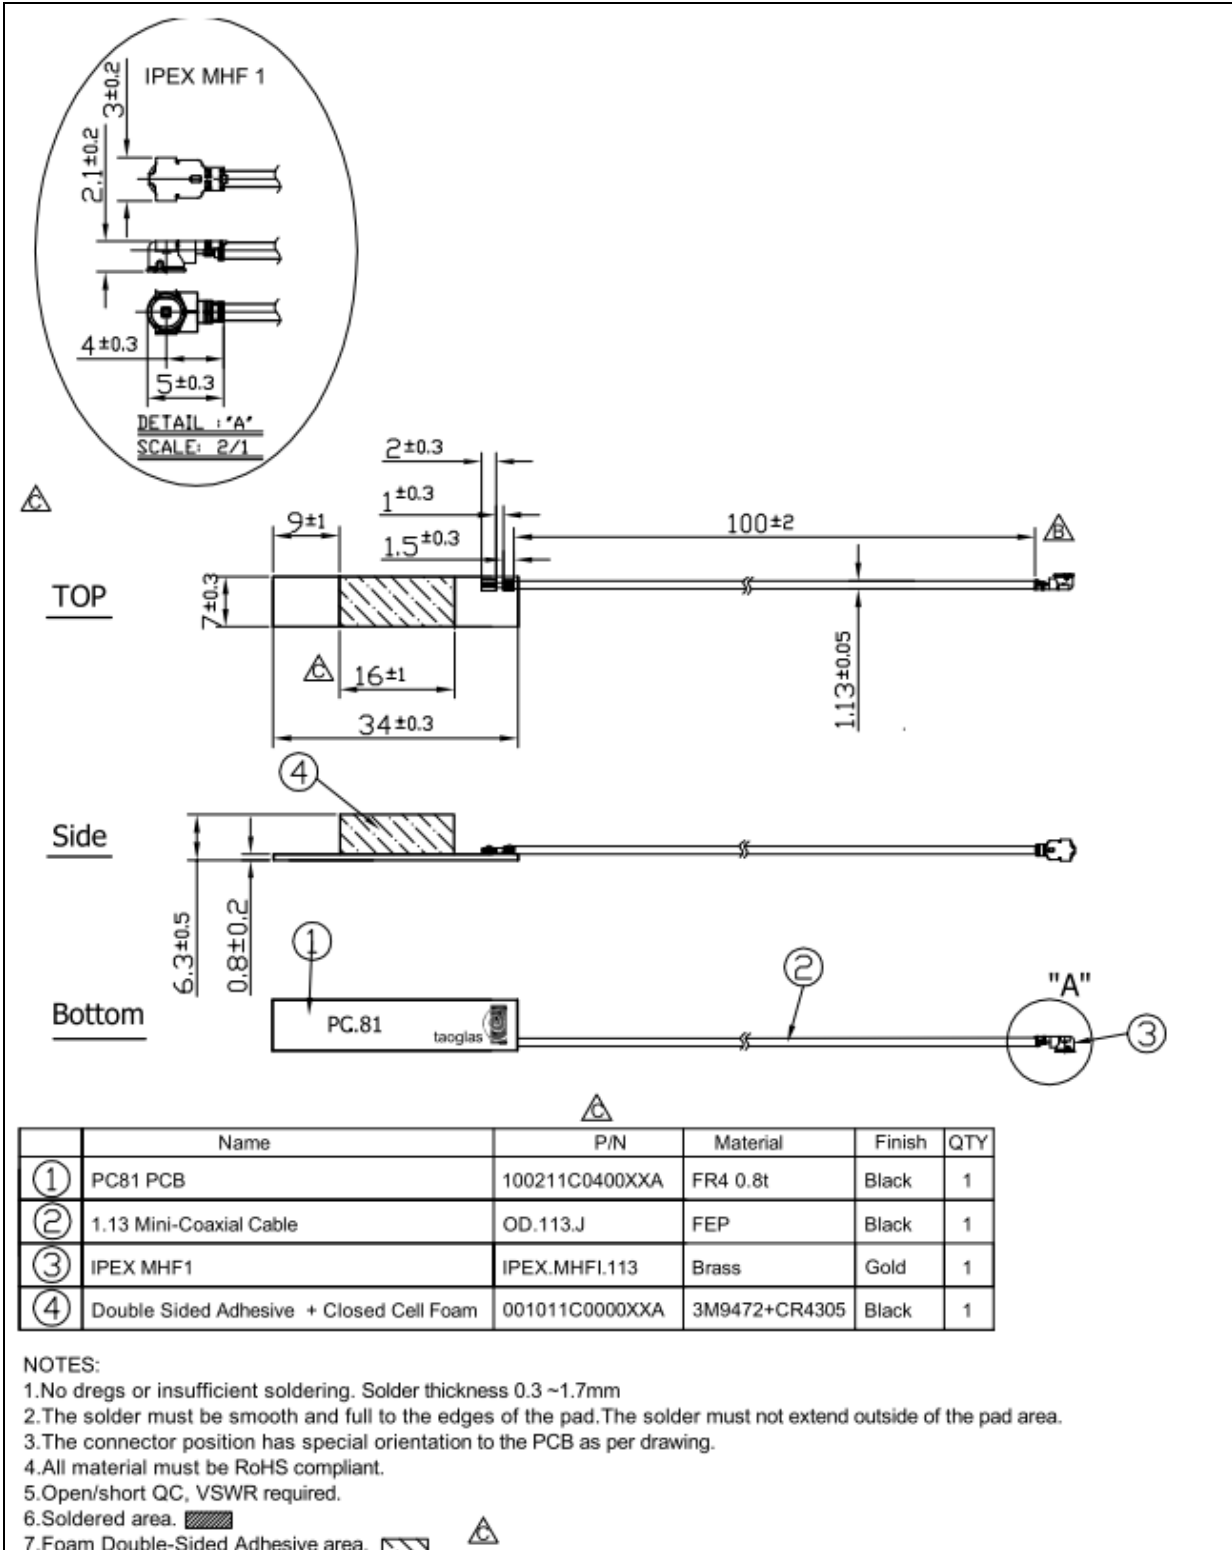 IPEX MHF 1
3±0.2
2.1±0.2
4±0.3
5±0.3
DETAIL :"A"
SCALE: 2/1
2±0.3
C
1±0.3
9±1
100±2
B
1.5±0.3
TOP
7±0.3
C
16±1
1.13±0.05
34±0.3
4
Side
6.3±0.5
0.8±0.2
1
2
"A"
Bottom
PC.81
taoglas
3
C
Name P/N Material Finish QTY
1 PC81 PCB 100211C0400XXA FR4 0.8t Black 1
2 1.13 Mini-Coaxial Cable OD.113.J FEP Black 1
3 IPEX MHF1 IPEX.MHFI.113 Brass Gold 1
4 Double Sided Adhesive + Closed Cell Foam 001011C0000XXA 3M9472+CR4305 Black 1
NOTES:
1.No dregs or insufficient soldering. Solder thickness 0.3 ~1.7mm
2.The solder must be smooth and full to the edges of the pad.The solder must not extend outside of the pad area.
3.The connector position has special orientation to the PCB as per drawing.
4.All material must be RoHS compliant.
5.Open/short QC, VSWR required.
6.Soldered area.
C
7.Foam Double-Sided Adhesive area.